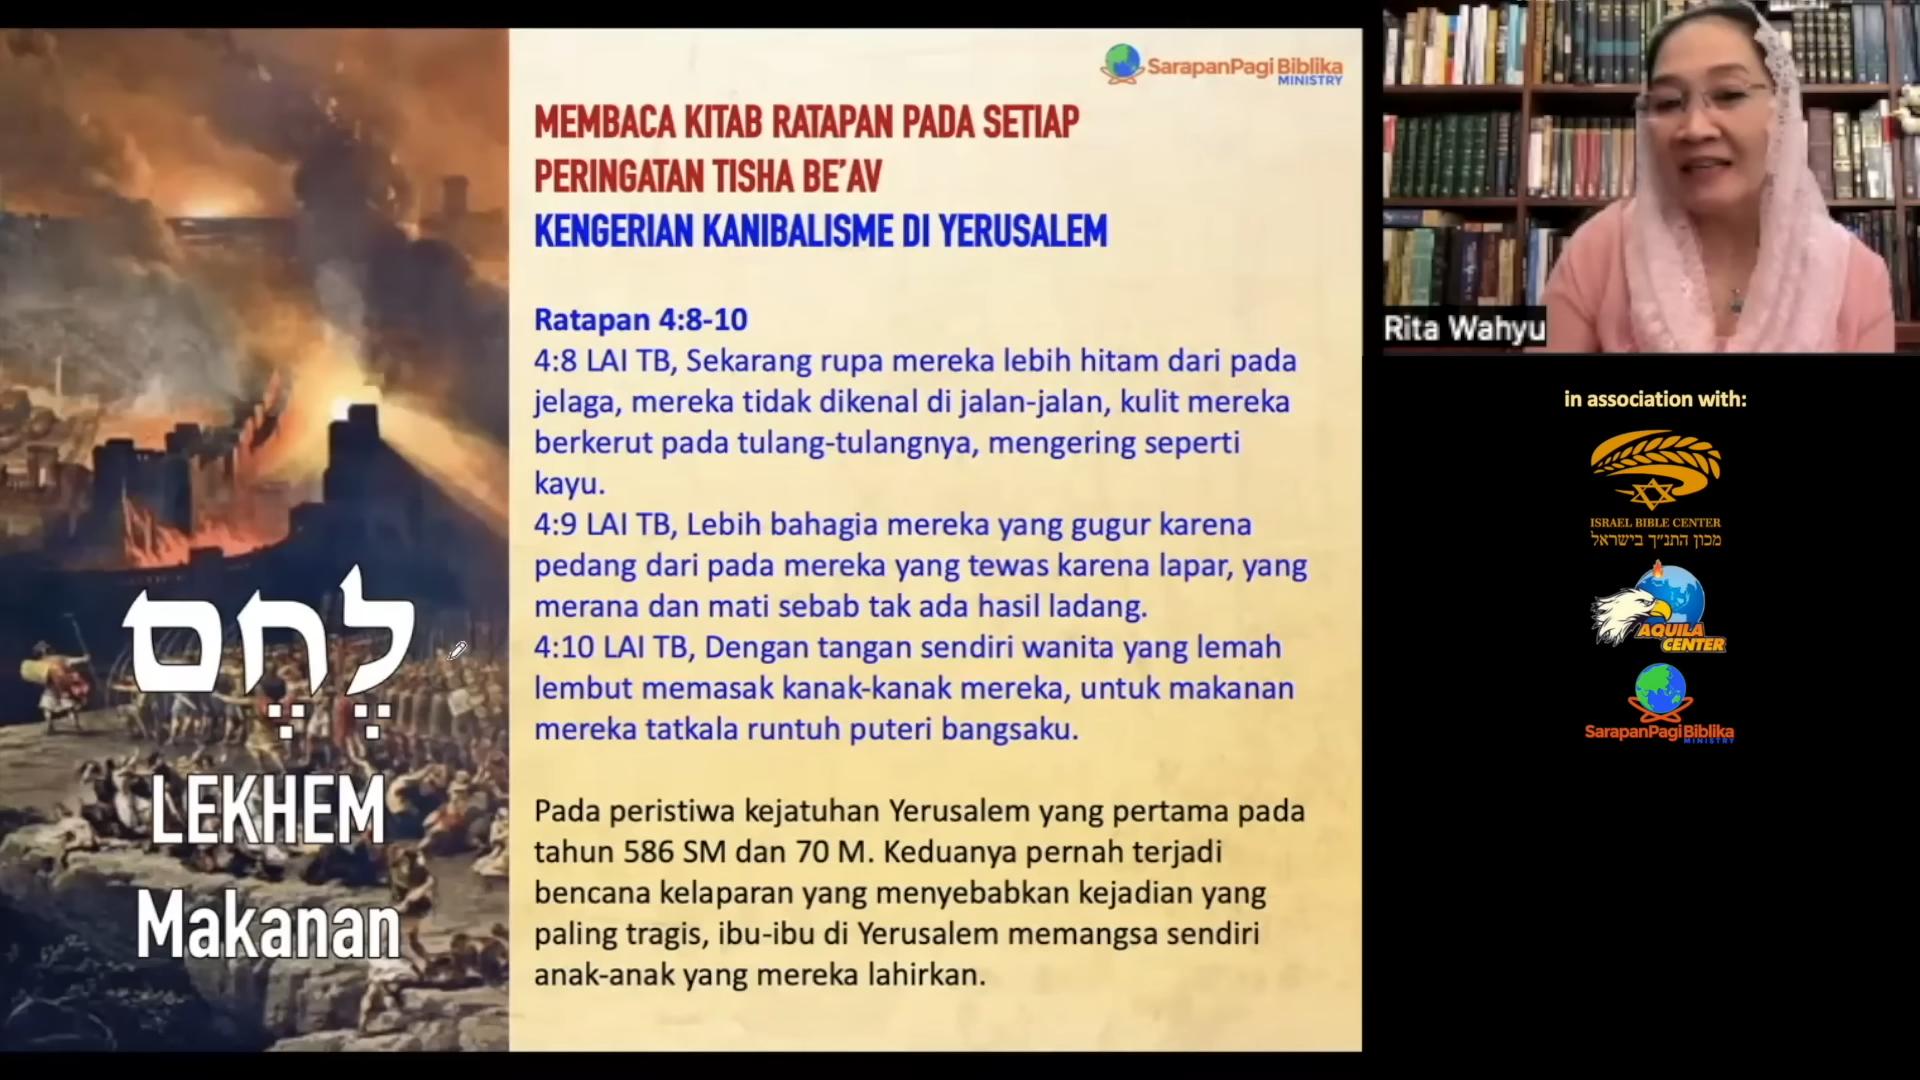 SarapanPagi Biblika
MINISTRY
MEMBACA KITAB RATAPAN PADA SETIAP
PERINGATAN TISHA BE'AV
KENGERIAN KANIBALISME DI YERUSALEM
Ratapan 4:8-10
4:8 LAI TB, Sekarang rupa mereka lebih hitam dari pada
jelaga, mereka tidak dikenal di jalan-jalan, kulit mereka
berkerut pada tulang-tulangnya, mengering seperti
kayu.
4:9 LAI TB, Lebih bahagia mereka yang gugur karena
pedang dari pada mereka yang tewas karena lapar, yang
merana dan mati sebab tak ada hasil ladang.
4:10 LAI TB, Dengan tangan sendiri wanita yang lemah
lembut memasak kanak-kanak mereka, untuk makanan
mereka tatkala runtuh puteri bangsaku.
Pada peristiwa kejatuhan Yerusalem yang pertama pada
tahun 586 SM dan 70 M. Keduanya pernah terjadi
bencana kelaparan yang menyebabkan kejadian yang
paling tragis, ibu-ibu di Yerusalem memangsa sendiri
anak-anak yang mereka lahirkan.
לֶחֶם
LEKHEM
Makanan
Rita Wahyu
in association with:
ISRAEL BIBLE CENTER
מכון התנ״ך בישראל
AQUILA
CENTER
SarapanPagi Biblika
MINISTRY